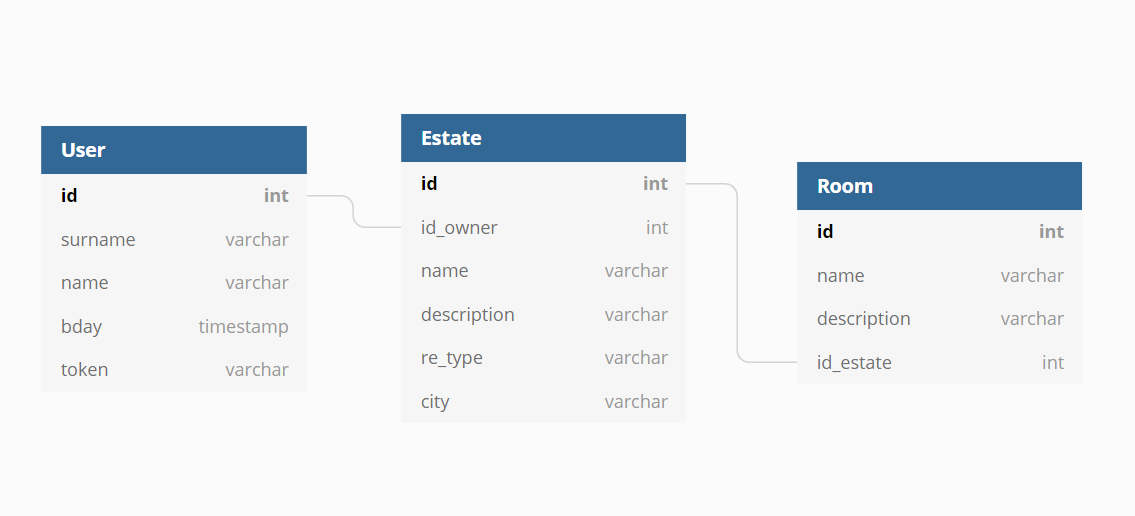 User
id int
surname varchar
name varchar
bday timestamp
token varchar
Estate
id int
id_owner int
name varchar
description varchar
re_type varchar
city varchar
Room
id int
name varchar
description varchar
id_estate int